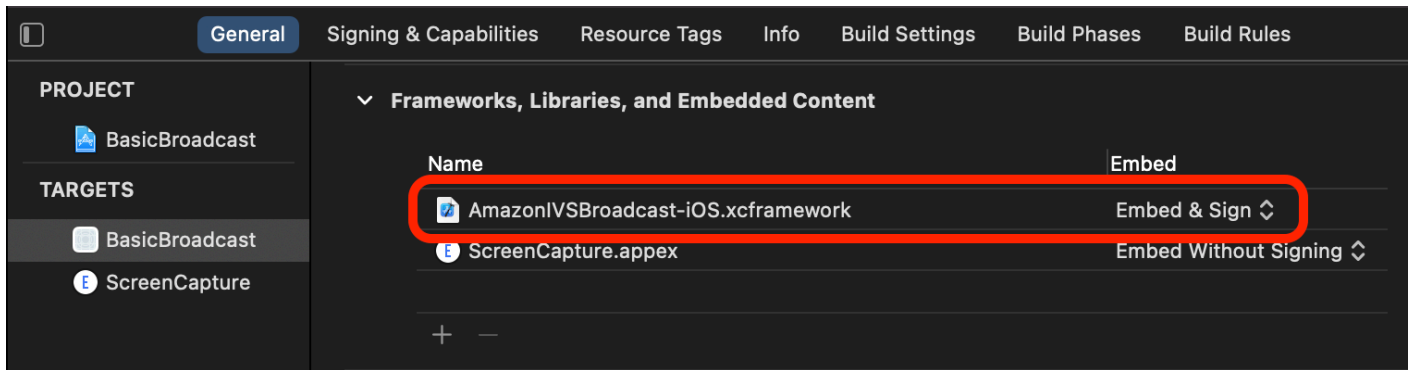 General Signing & Capabilities Resource Tags Info Build Settings Build Phases Build Rules
PROJECT
BasicBroadcast
TARGETS
BasicBroadcast
E ScreenCapture
Frameworks, Libraries, and Embedded Content
Name Embed
AmazonIVSBroadcast-iOS.xcframework Embed & Sign
E ScreenCapture.appex Embed Without Signing